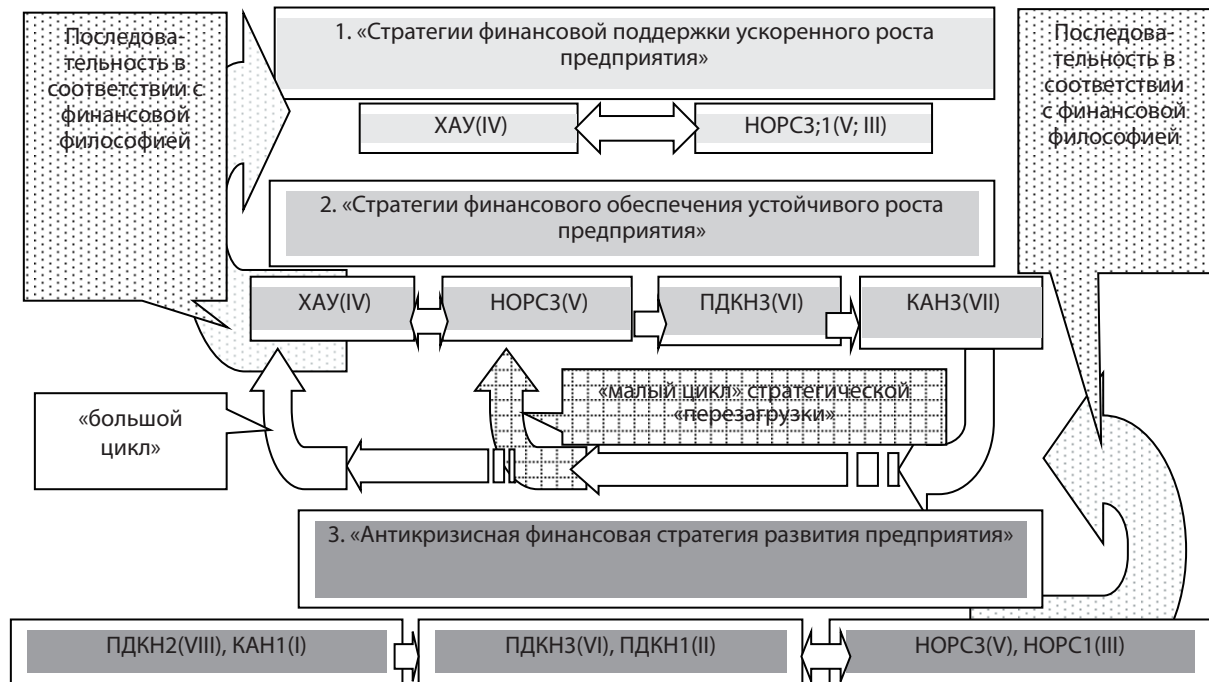 Последова-
тельность в
соответствии с
финансовой
философией
1. «Стратегии финансовой поддержки ускоренного роста
предприятия»
Последова-
тельность в
соответствии
с финансовой
философией
ХАУ(IV)
НОРС3;1(V; III)
2. «Стратегии финансового обеспечения устойчивого роста
предприятия»
ХАУ(IV)
НОРС3(V)
ПДКН3(VI)
КАН3(VII)
«малый цикл» стратегической
«перезагрузки»
«большой
цикл»
3. «Антикризисная финансовая стратегия развития предприятия»
ПДКН2(VIII), КАН1(I)
ПДКН3(VI), ПДКН1(II)
НОРС3(V), НОРС1(III)